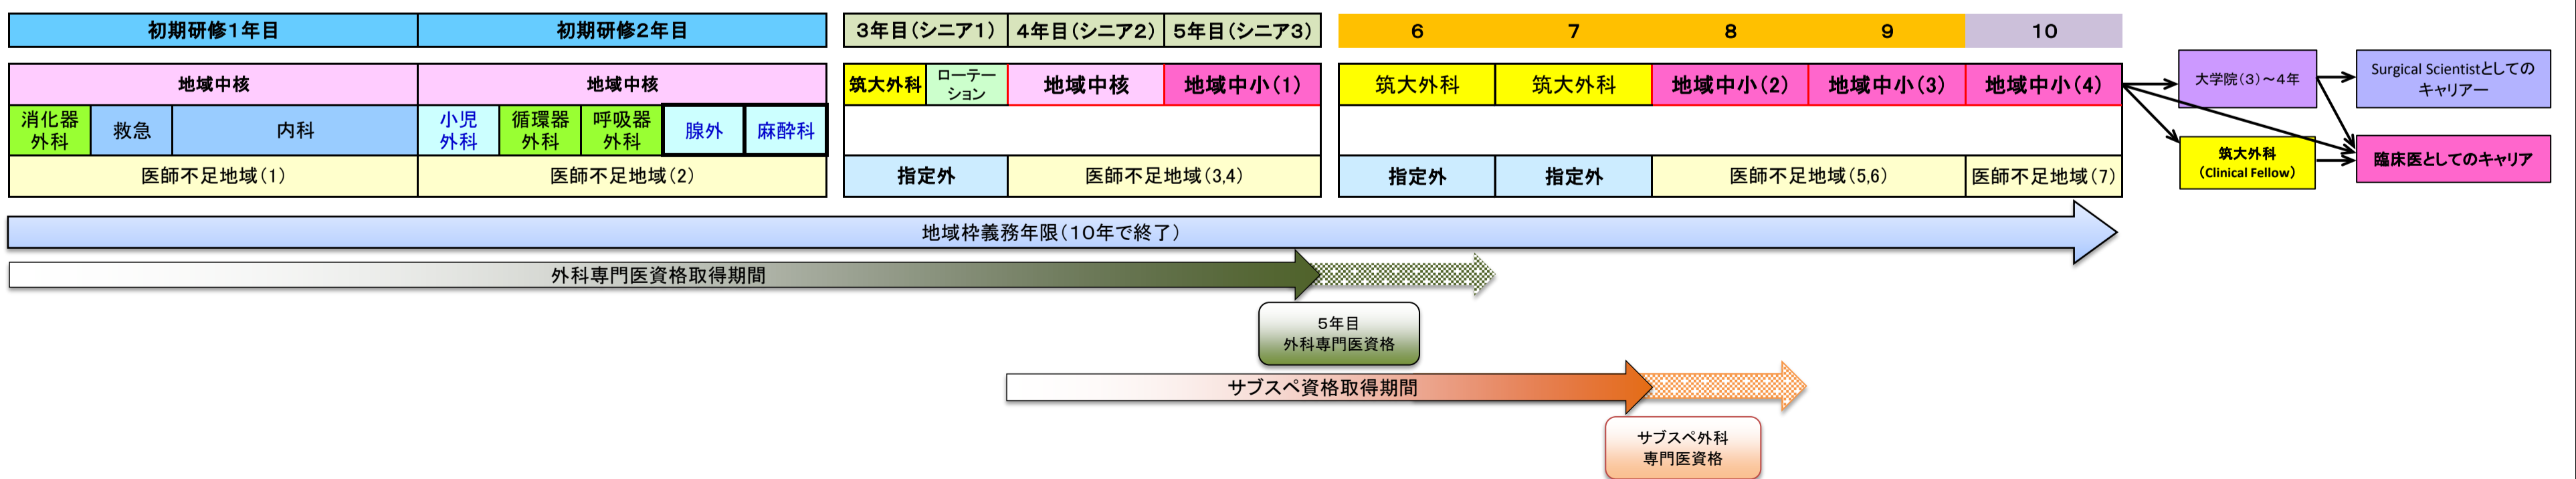 初期研修1年目
初期研修2年目
3年目(シニア1)
4年目(シニア2)
5年目(シニア3)
6
7
8
9
10
地域中核
地域中核
筑大外科
ローテー
ション
地域中核
地域中小(1)
筑大外科
筑大外科
地域中小(2)
地域中小(3)
地域中小(4)
大学院(3)～4年
Surgical Scientistとしての
キャリアー
消化器
外科
救急
内科
小児
外科
循環器
外科
呼吸器
外科
腺外
麻酔科
筑大外科
(Clinical Fellow)
臨床医としてのキャリア
医師不足地域(1)
医師不足地域(2)
指定外
医師不足地域(3,4)
指定外
指定外
医師不足地域(5,6)
医師不足地域(7)
地域枠義務年限(10年で終了)
外科専門医資格取得期間
5年目
外科専門医資格
サブスペ資格取得期間
サブスペ外科
専門医資格